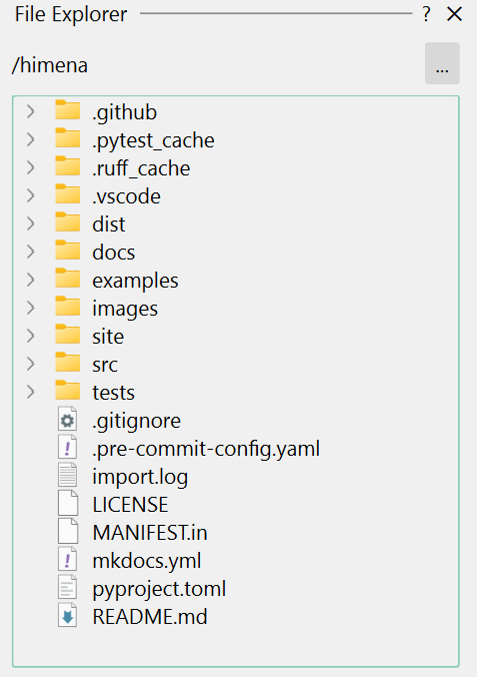 File Explorer ?
/himena
...
.github
.pytest_cache
.ruff_cache
.vscode
dist
docs
examples
images
site
src
tests
.gitignore
.pre-commit-config.yaml
import.log
LICENSE
MANIFEST.in
mkdocs.yml
pyproject.toml
README.md